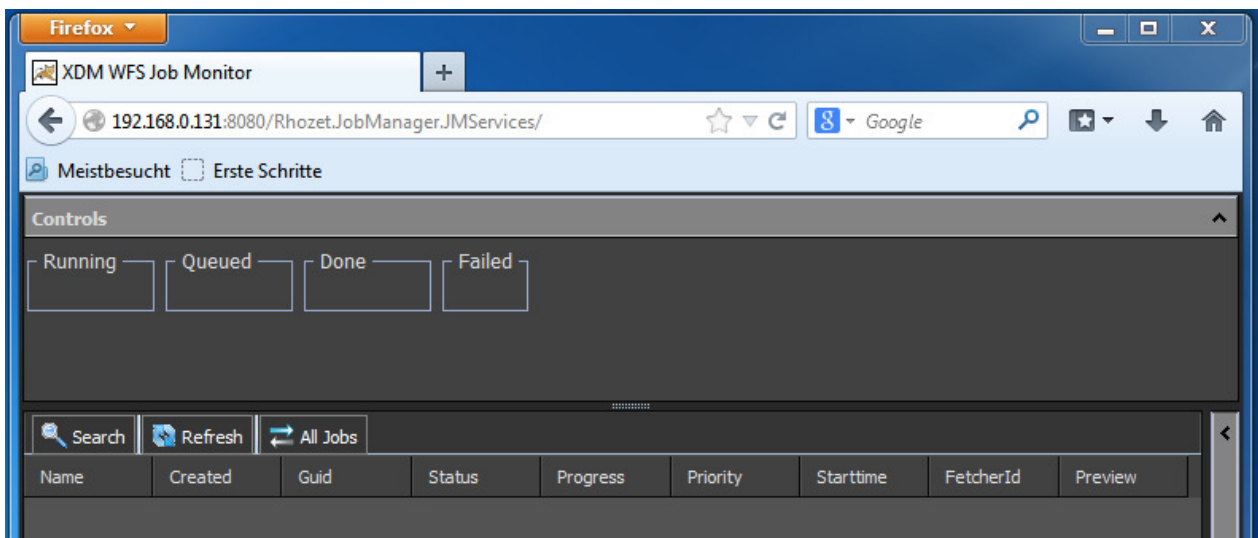 Firefox
XDM WFS Job Monitor
192.168.0.131:8080/Rhozet.JobManager.JMServices/
8 Google
Meistbesucht Erste Schritte
Controls
Running Queued Done Failed
Search Refresh All Jobs
Name Created Guid Status Progress Priority Starttime FetcherId Preview